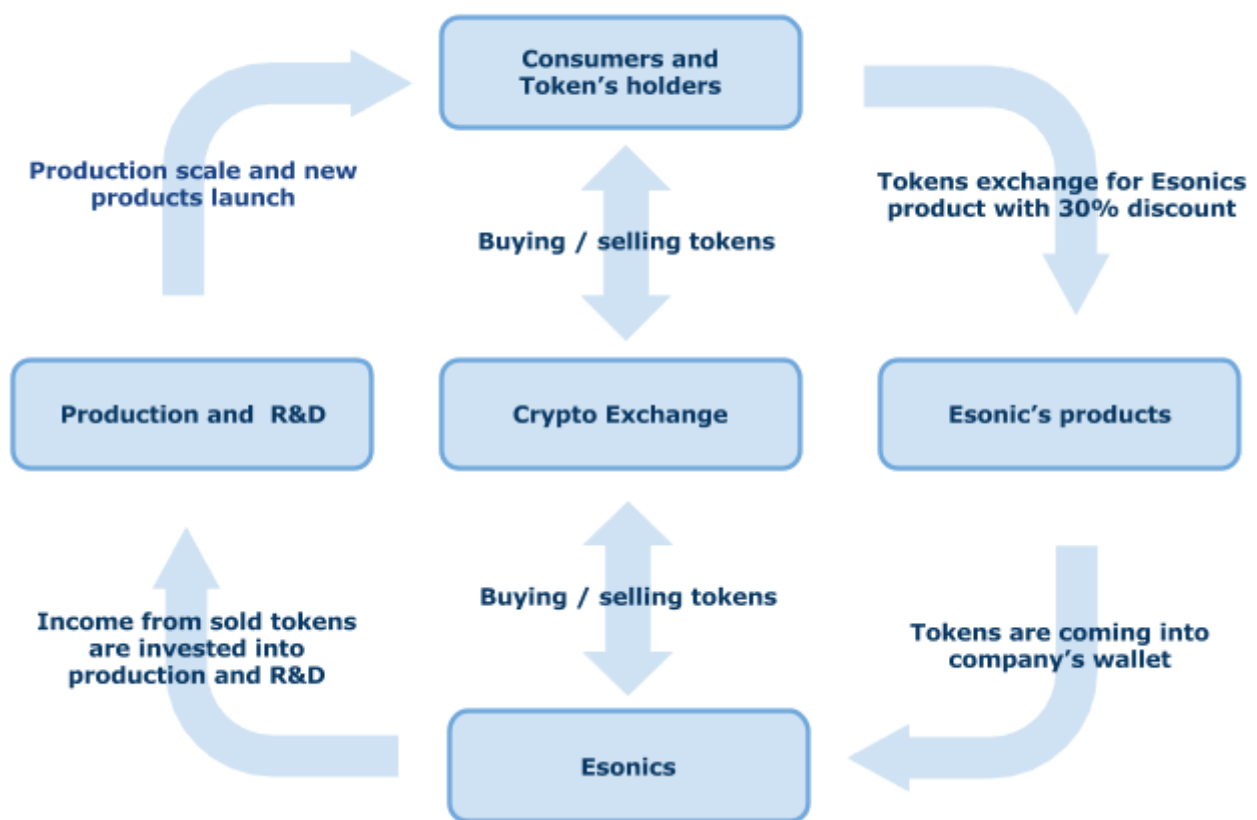 Consumers and
Token's holders
Production scale and new
products launch
Buying / selling tokens
Tokens exchange for Esonics
product with 30% discount
Production and R&D
Crypto Exchange
Esonic's products
Income from sold tokens
are invested into
production and R&D
Buying / selling tokens
Tokens are coming into
company's wallet
Esonics